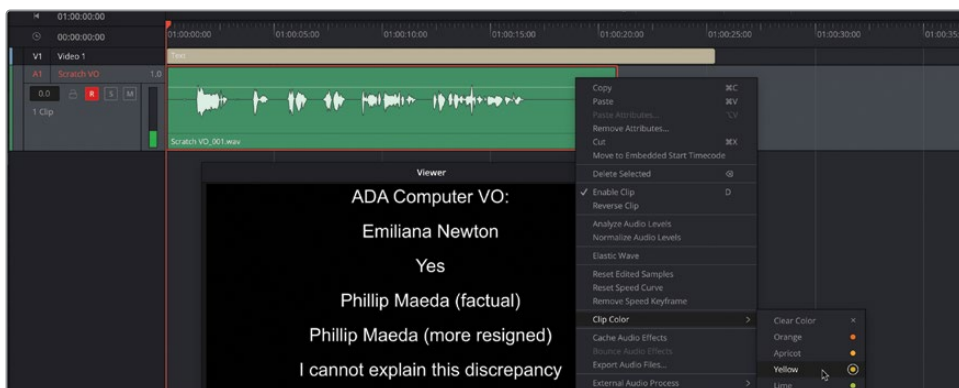 01:00:00:00
00:00:00:00
01:00:00:00 01:00:05:00 01:00:10:00 01:00:15:00 01:00:20:00 01:00:25:00 01:00:30:00 01:00:35:
V1 Video 1
Text
A1 Scratch VO 1.0
0.0 R S M
1 Clip
Scratch VO_001.wav
Viewer
ADA Computer VO:
Emiliana Newton
Yes
Phillip Maeda (factual)
Phillip Maeda (more resigned)
I cannot explain this discrepancy
Copy ⌘C
Paste ⌘V
Paste Attributes... ⌥V
Remove Attributes...
Cut ⌘X
Move to Embedded Start Timecode
Delete Selected ⌫
✓ Enable Clip D
Reverse Clip
Analyze Audio Levels
Normalize Audio Levels
Elastic Wave
Reset Edited Samples
Reset Speed Curve
Remove Speed Keyframe
Clip Color >
Cache Audio Effects
Bounce Audio Effects
Export Audio Files...
External Audio Process >
Clear Color ×
Orange
Apricot
Yellow
Lime